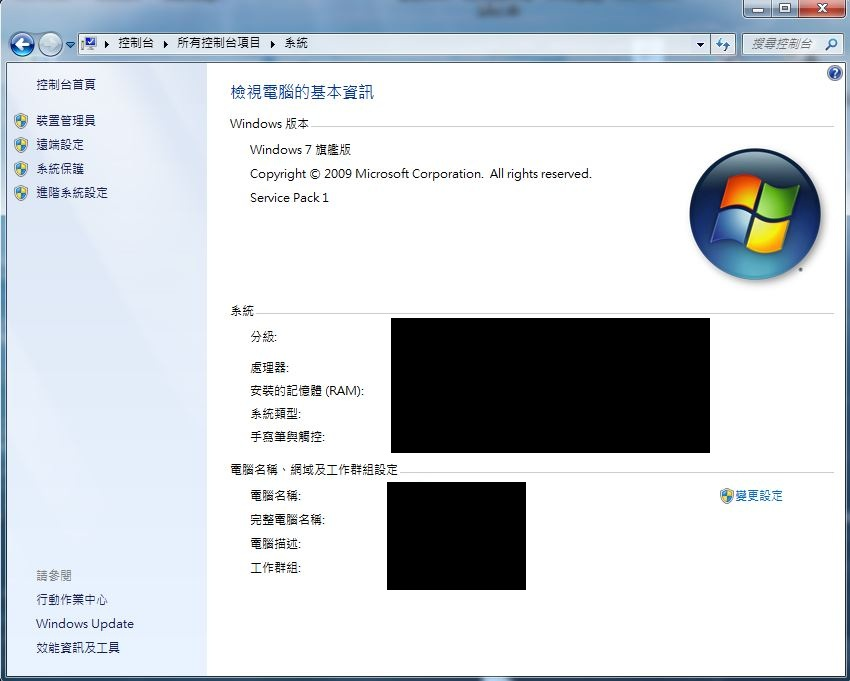 控制台 ▸ 所有控制台項目 ▸ 系統
搜尋控制台
控制台首頁
裝置管理員
遠端設定
系統保護
進階系統設定
檢視電腦的基本資訊
Windows 版本
Windows 7 旗艦版
Copyright © 2009 Microsoft Corporation. All rights reserved.
Service Pack 1
系統
分級:
處理器:
安裝的記憶體 (RAM):
系統類型:
手寫筆與觸控:
電腦名稱、網域及工作群組設定
電腦名稱:
變更設定
完整電腦名稱:
電腦描述:
工作群組:
請參閱
行動作業中心
Windows Update
效能資訊及工具